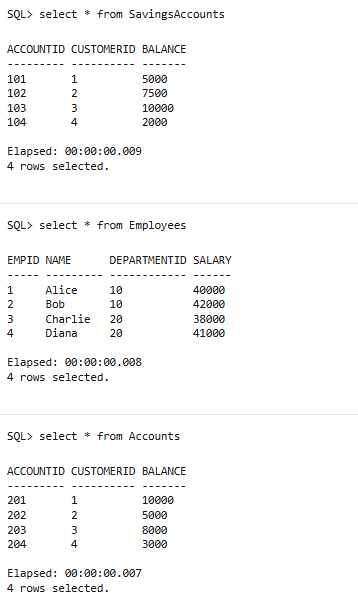 SQL> select * from SavingsAccounts
ACCOUNTID CUSTOMERID BALANCE
--------- ---------- -------
101 1 5000
102 2 7500
103 3 10000
104 4 2000
Elapsed: 00:00:00.009
4 rows selected.
SQL> select * from Employees
EMPID NAME DEPARTMENTID SALARY
----- --------- ------------ ------
1 Alice 10 40000
2 Bob 10 42000
3 Charlie 20 38000
4 Diana 20 41000
Elapsed: 00:00:00.008
4 rows selected.
SQL> select * from Accounts
ACCOUNTID CUSTOMERID BALANCE
--------- ---------- -------
201 1 10000
202 2 5000
203 3 8000
204 4 3000
Elapsed: 00:00:00.007
4 rows selected.